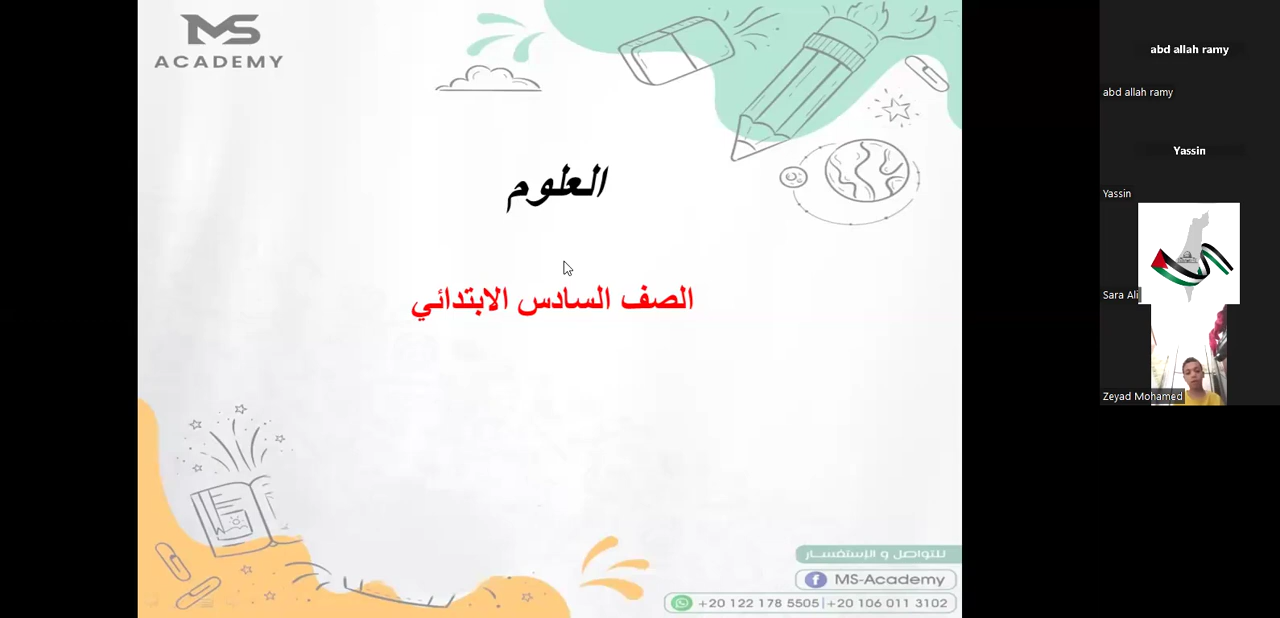 MS
ACADEMY
العلوم
الصف السادس الابتدائي
للتواصل و الإستفسار
MS-Academy
+20 122 178 5505 | +20 106 011 3102
abd allah ramy
abd allah ramy
Yassin
Yassin
Sara Ali
Zeyad Mohamed